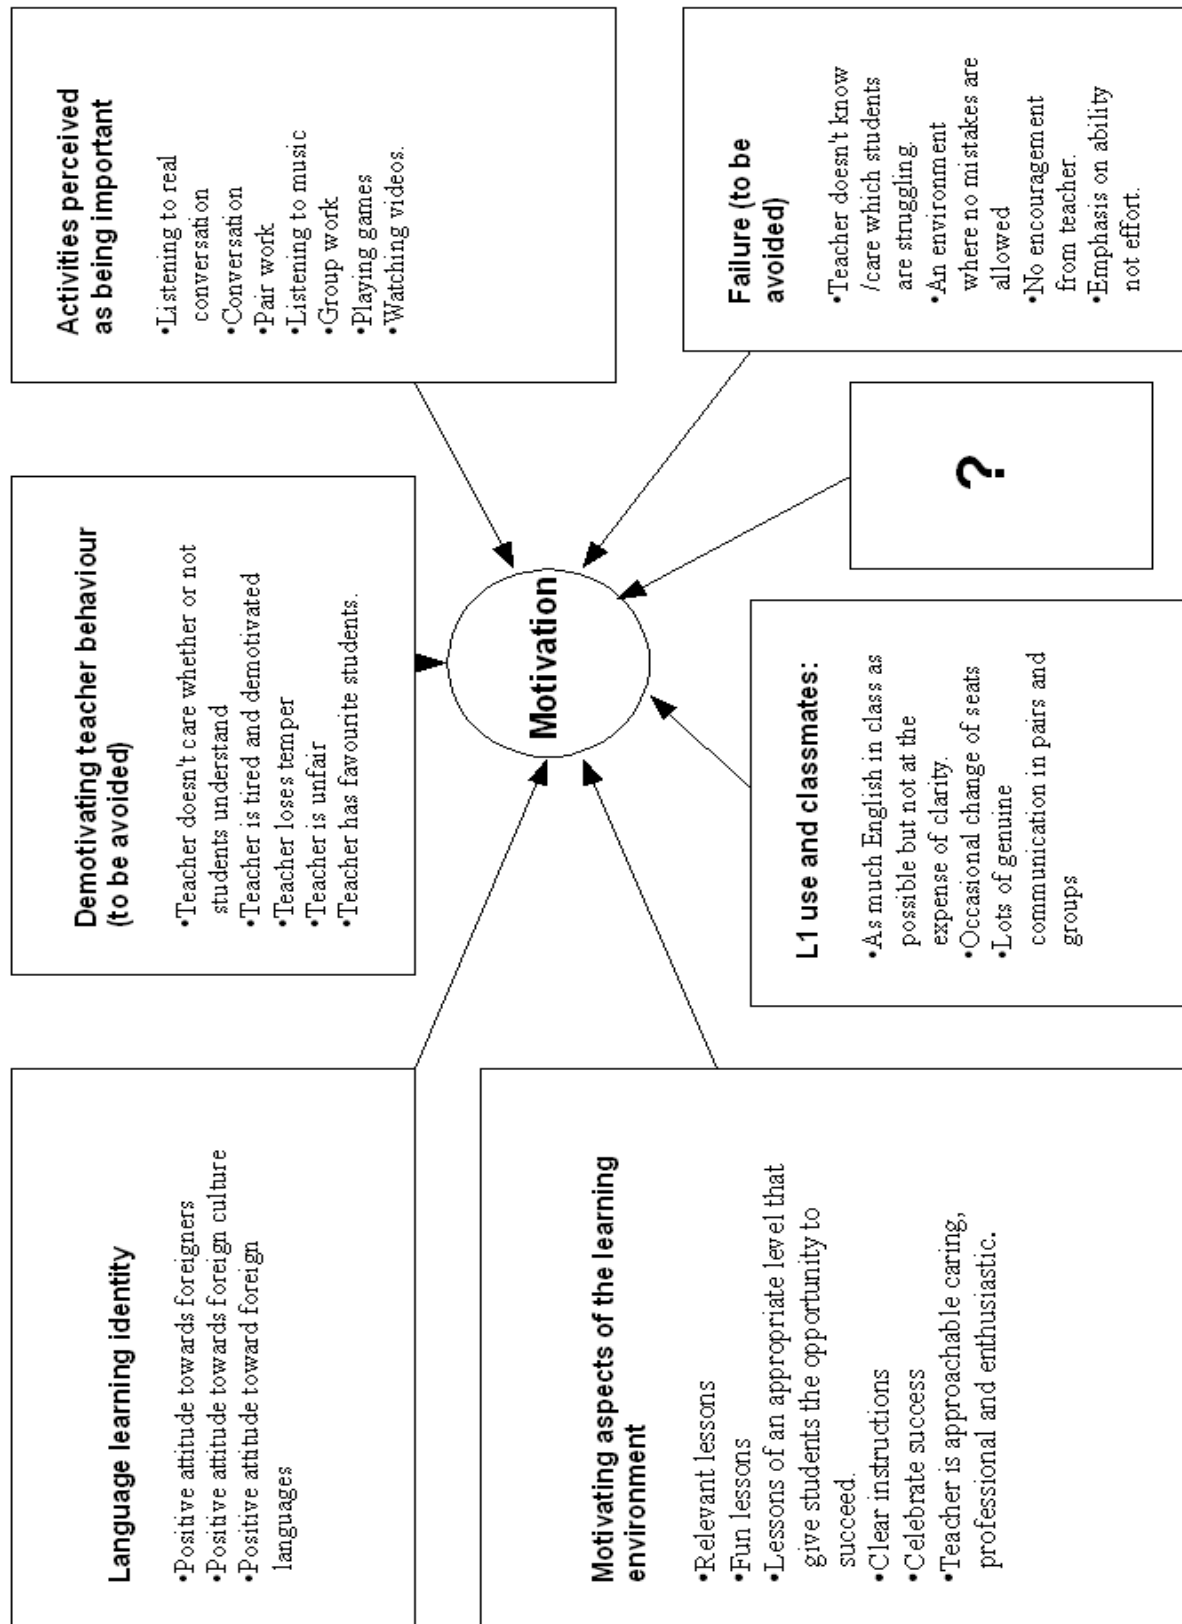 Language learning identity
•Positive attitude towards foreigners
•Positive attitude towards foreign culture
•Positive attitude toward foreign
languages
Demotivating teacher behaviour
(to be avoided)
•Teacher doesn't care whether or not
students understand
•Teacher is tired and demotivated
•Teacher loses temper
•Teacher is unfair
•Teacher has favourite students.
Activities perceived
as being important
•Listening to real
conversation
•Conversation
•Pair work
•Listening to music
•Group work
•Playing games
•Watching videos.
Motivation
Motivating aspects of the learning
environment
•Relevant lessons
•Fun lessons
•Lessons of an appropriate level that
give students the opportunity to
succeed.
•Clear instructions
•Celebrate success
•Teacher is approachable caring,
professional and enthusiastic.
L1 use and classmates:
•As much English in class as
possible but not at the
expense of clarity.
•Occasional change of seats
•Lots of genuine
communication in pairs and
groups
?
Failure (to be
avoided)
•Teacher doesn't know
/care which students
are struggling.
•An environment
where no mistakes are
allowed
•No encouragement
from teacher.
•Emphasis on ability
not effort.